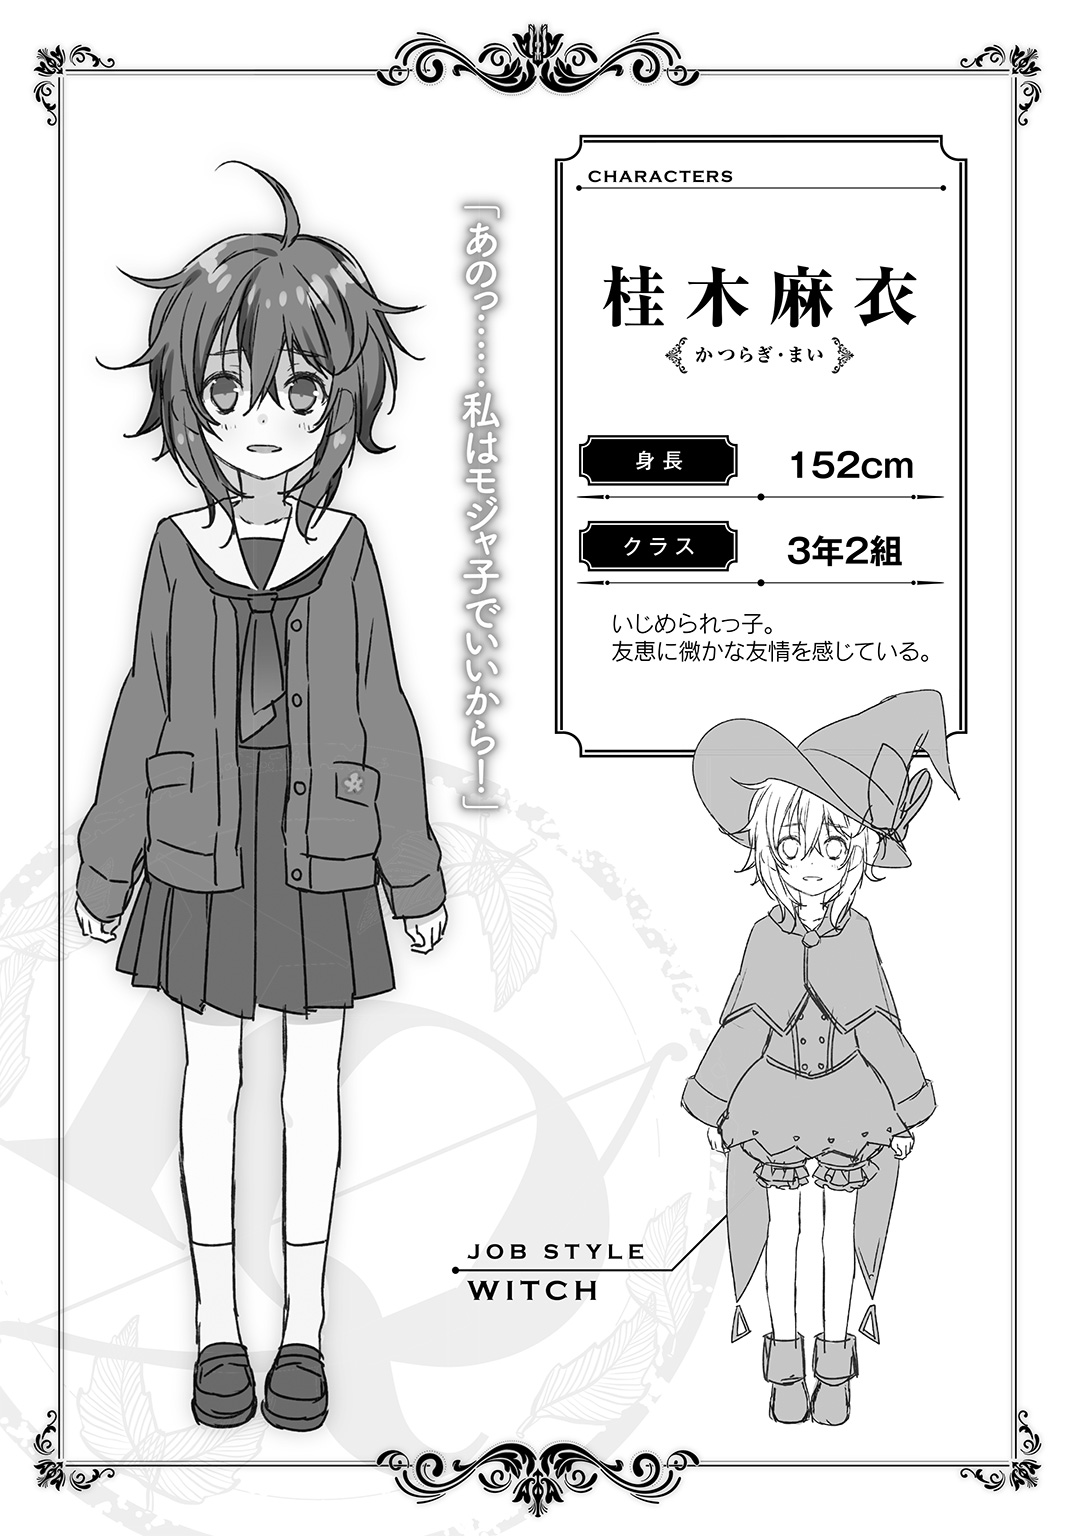 CHARACTERS
桂木麻衣
かつらぎ・まい
身長
152cm
クラス
3年2組
いじめられっ子。
友恵に微かな友情を感じている。
「あのっ……私はモジャ子でいいから!」
JOB STYLE
WITCH